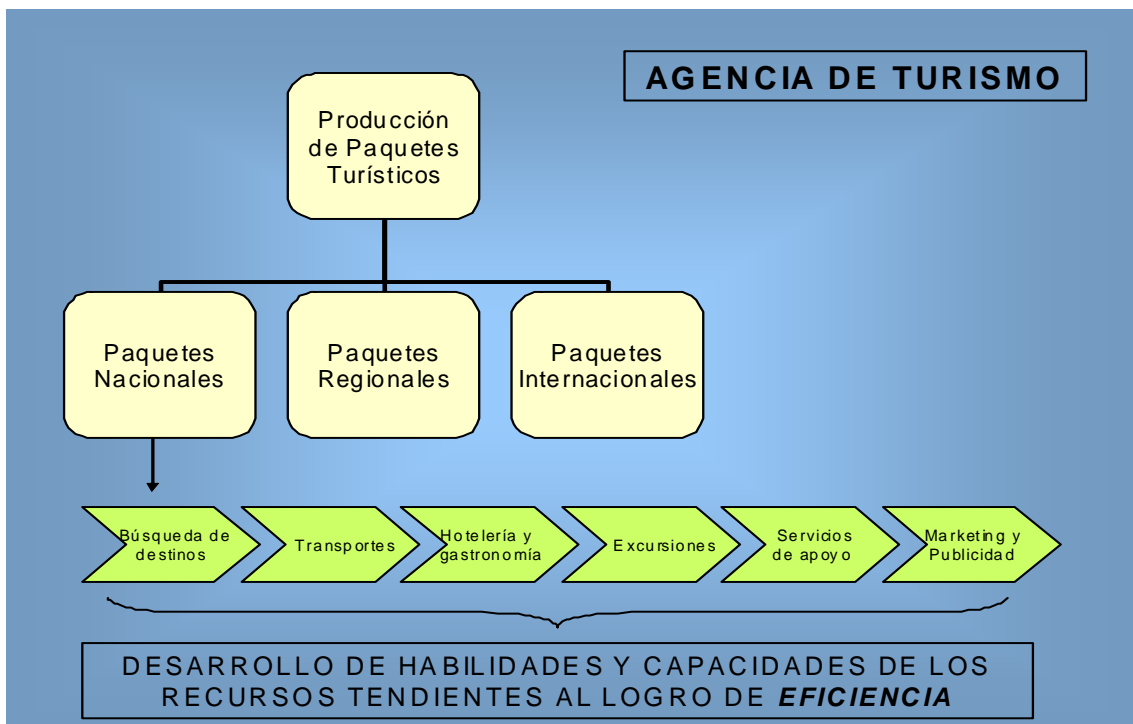 AGENCIA DE TURISMO
Producción
de Paquetes
Turísticos
Paquetes
Nacionales
Paquetes
Regionales
Paquetes
Internacionales
Búsqueda de
destinos
Transportes
Hotelería y
gastronomía
Excursiones
Servicios
de apoyo
Marketing y
Publicidad
DESARROLLO DE HABILIDADES Y CAPACIDADES DE LOS
RECURSOS TENDIENTES AL LOGRO DE EFICIENCIA